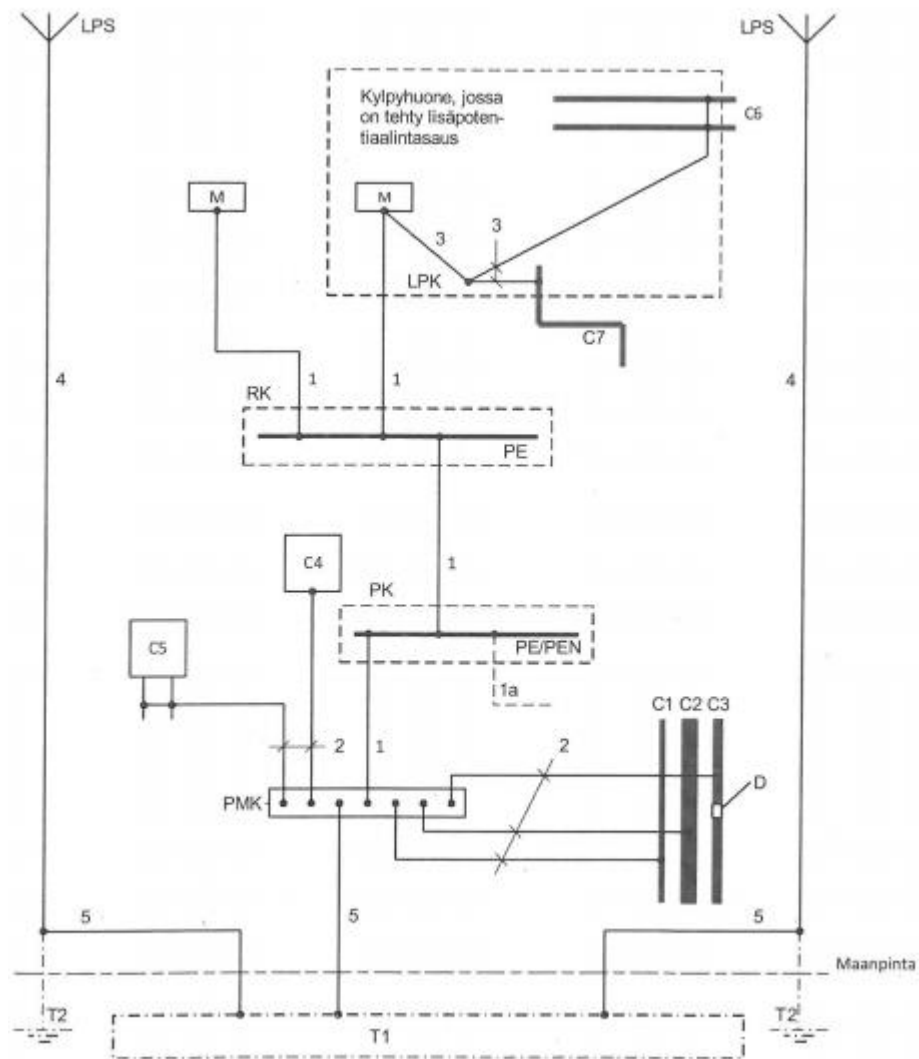 LPS
LPS
Kylpyhuone, jossa
on tehty lisäpoten-
tiaalintasaus
C6
M
M
3
3
LPK
C7
4
1
1
4
RK
PE
C4
1
PK
C5
PE/PEN
1a
C1 C2 C3
2
1
2
D
PMK
5
5
5
Maanpinta
T2
T2
T1